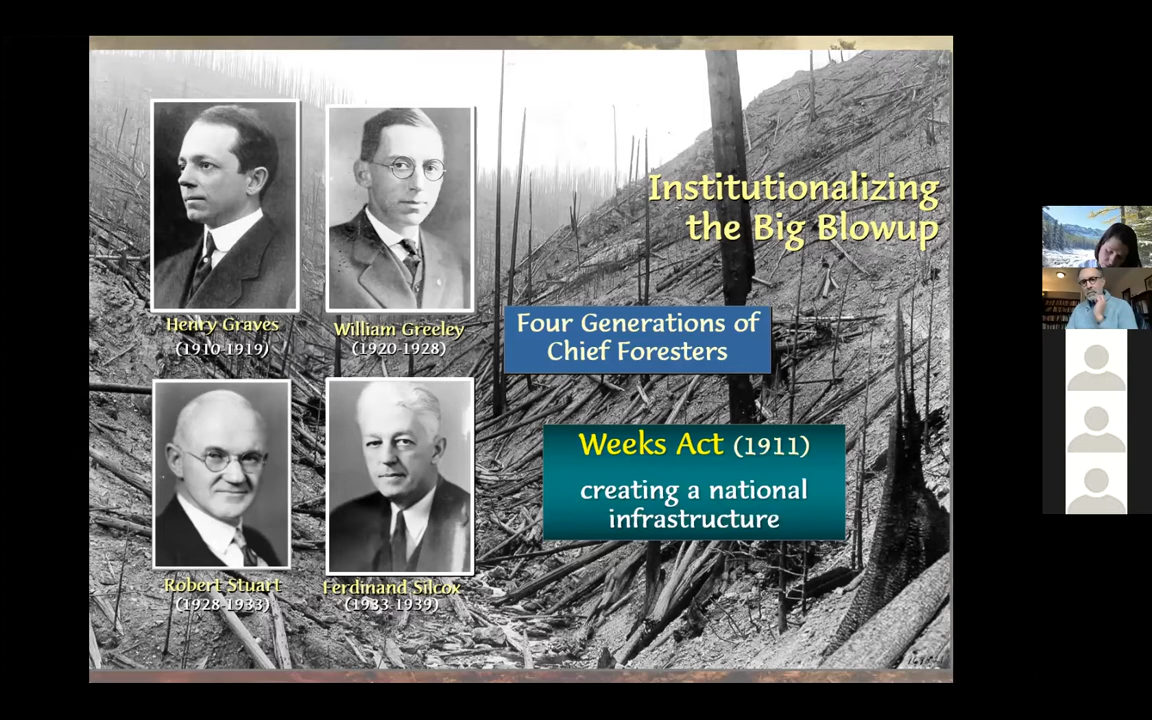 Institutionalizing
the Big Blowup
Henry Graves
(1910-1919)
William Greeley
(1920-1928)
Four Generations of
Chief Foresters
Weeks Act (1911)
creating a national
infrastructure
Robert Stuart
(1928-1933)
Ferdinand Silcox
(1933-1939)